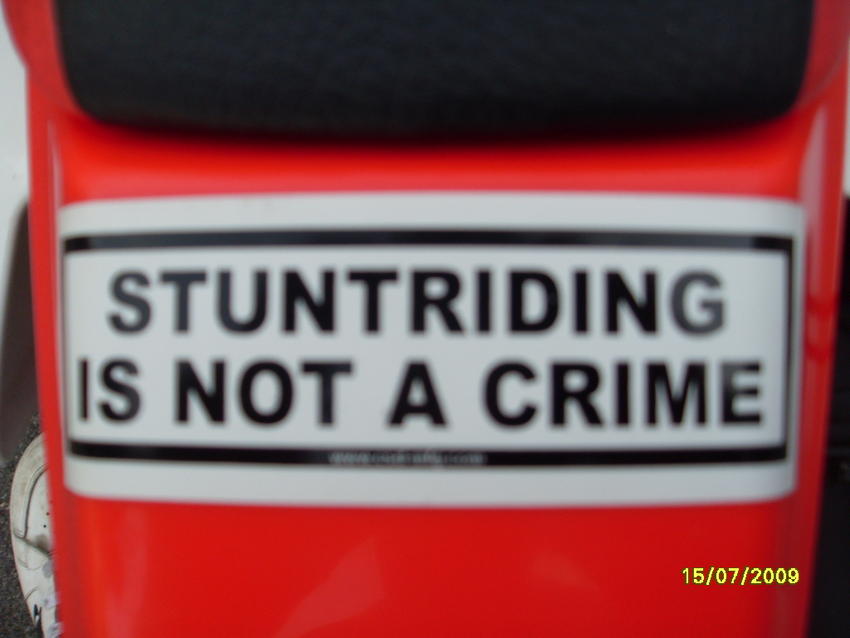 STUNTRIDING
IS NOT A CRIME
15/07/2009